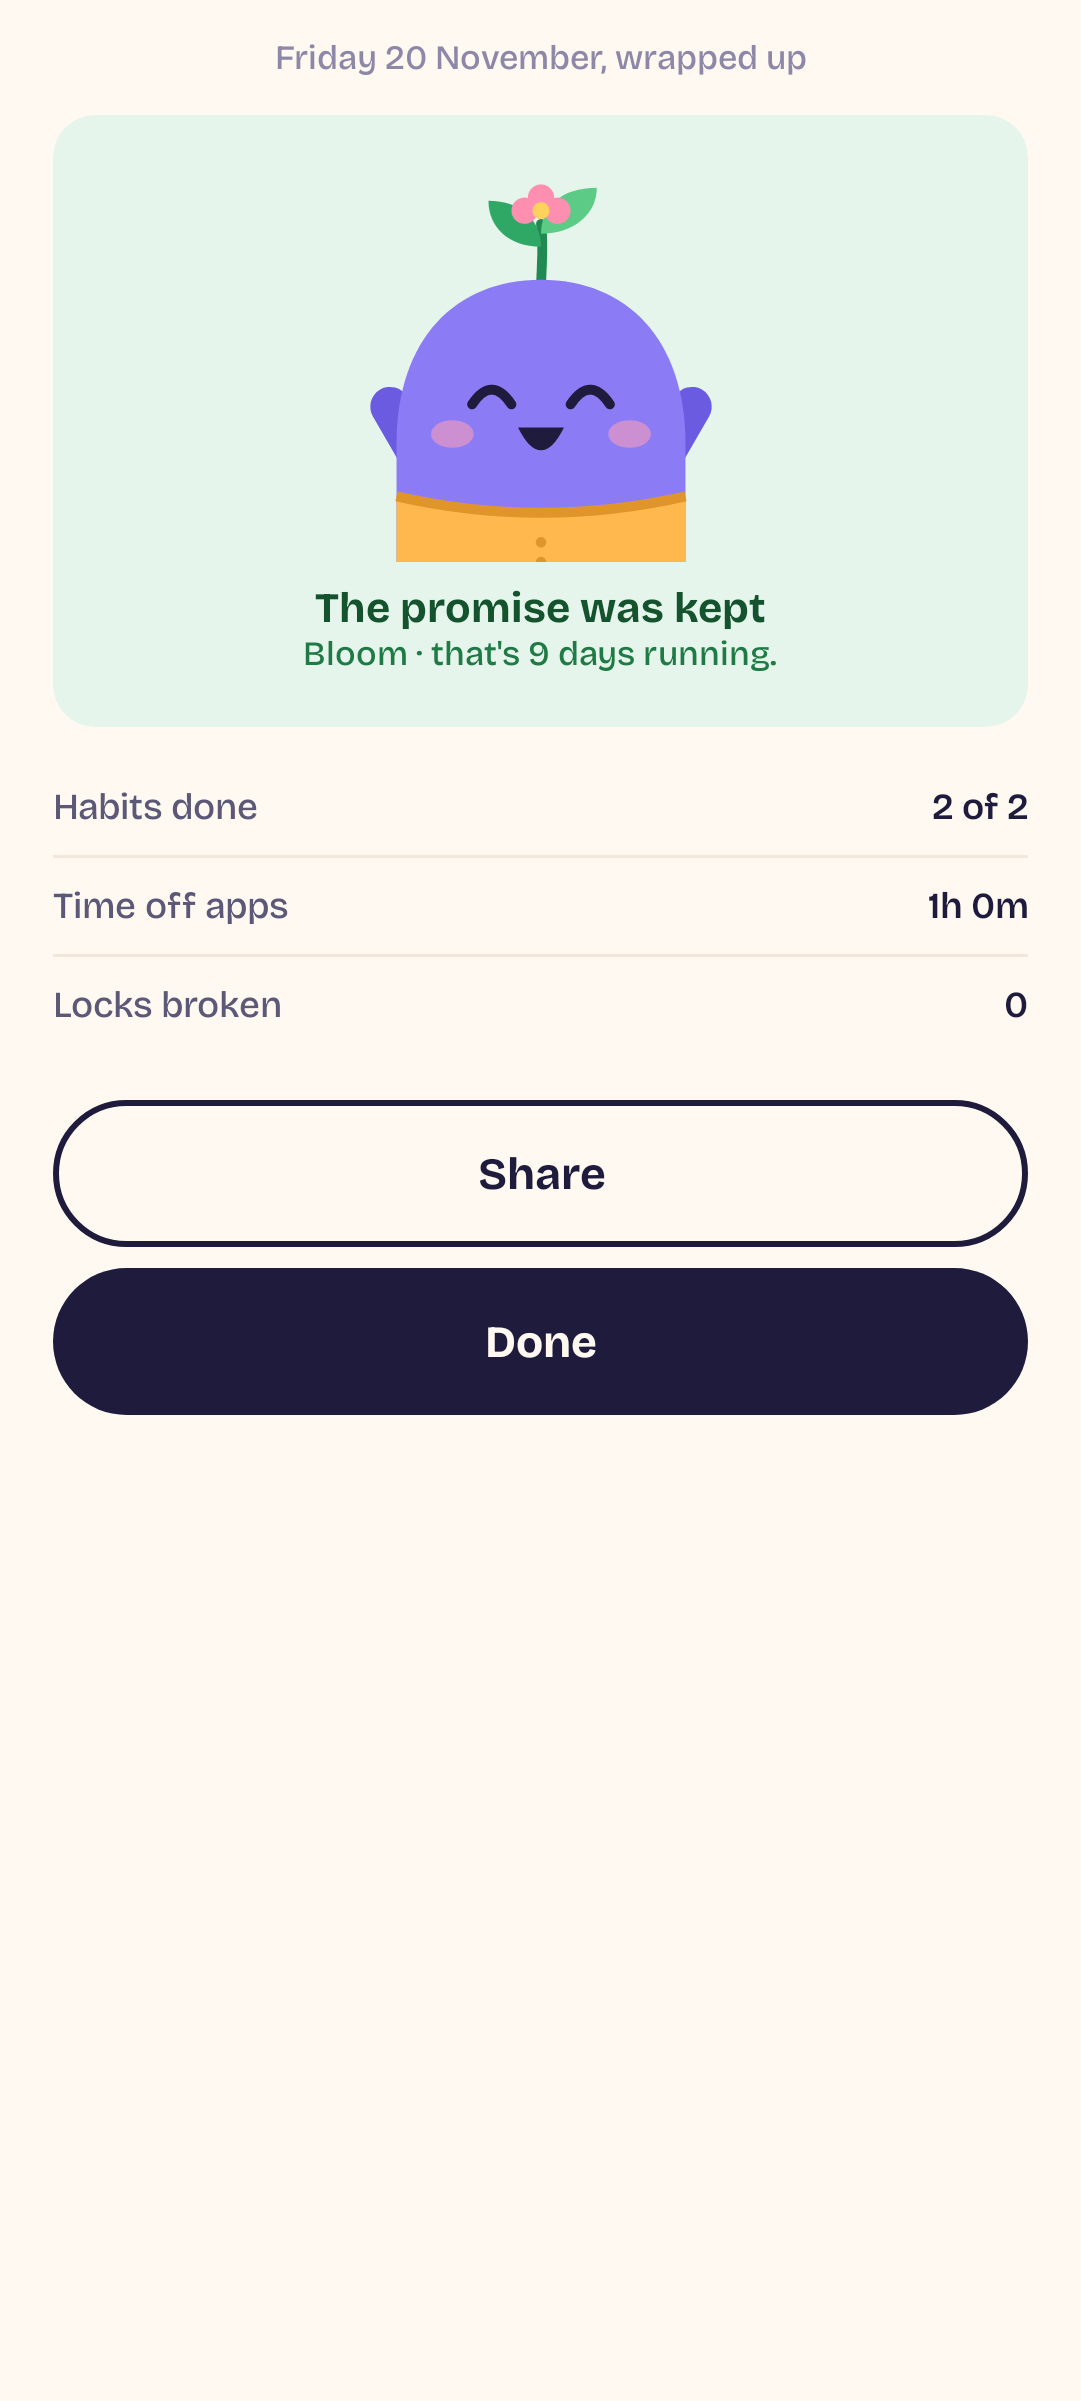 Friday 20 November, wrapped up
The promise was kept
Bloom · that's 9 days running.
Habits done 2 of 2
Time off apps 1h 0m
Locks broken 0
Share
Done